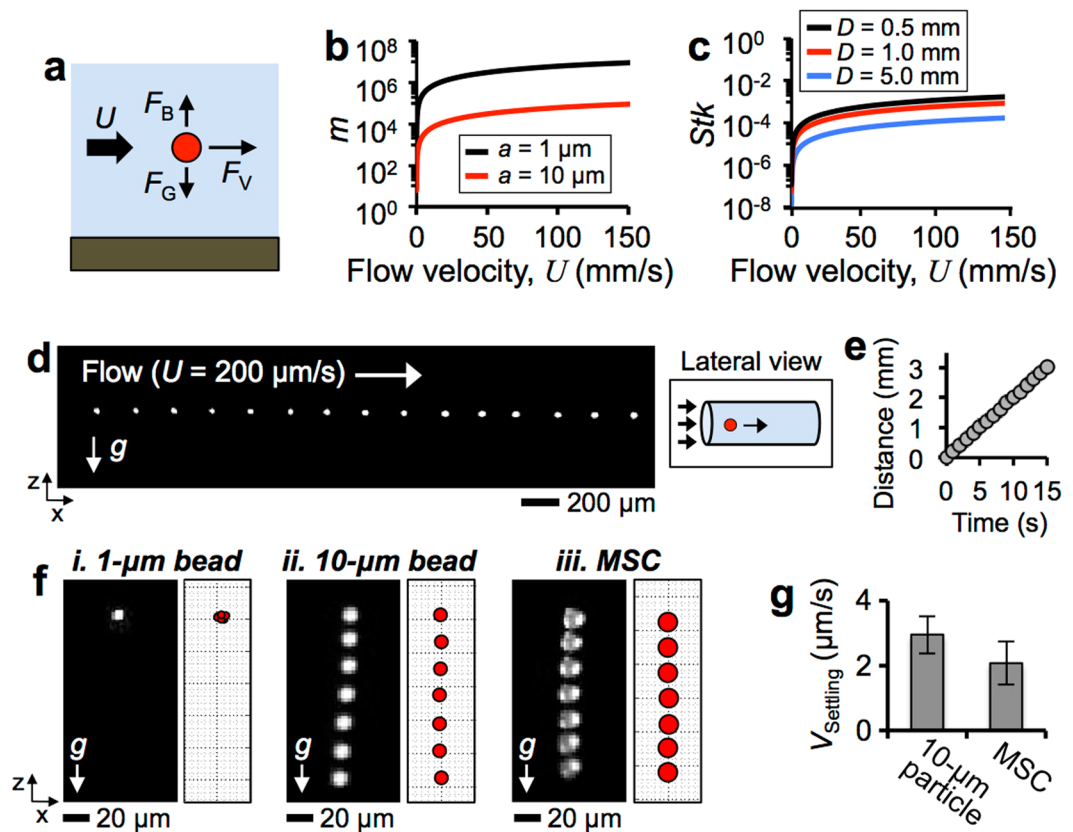 a
U
F_B
F_G
F_V
b
m
10^8
10^6
10^4
10^2
10^0
a = 1 µm
a = 10 µm
0 50 100 150
Flow velocity, U (mm/s)
c
Stk
10^0
10^-2
10^-4
10^-6
10^-8
D = 0.5 mm
D = 1.0 mm
D = 5.0 mm
0 50 100 150
Flow velocity, U (mm/s)
d
Flow (U = 200 µm/s)
g
z
x
200 µm
Lateral view
e
Distance (mm)
3
2
1
0
0 5 10 15
Time (s)
f
i. 1-µm bead
g
z
x
20 µm
ii. 10-µm bead
g
20 µm
iii. MSC
g
20 µm
g
V_Settling (µm/s)
4
2
0
10-µm
particle
MSC